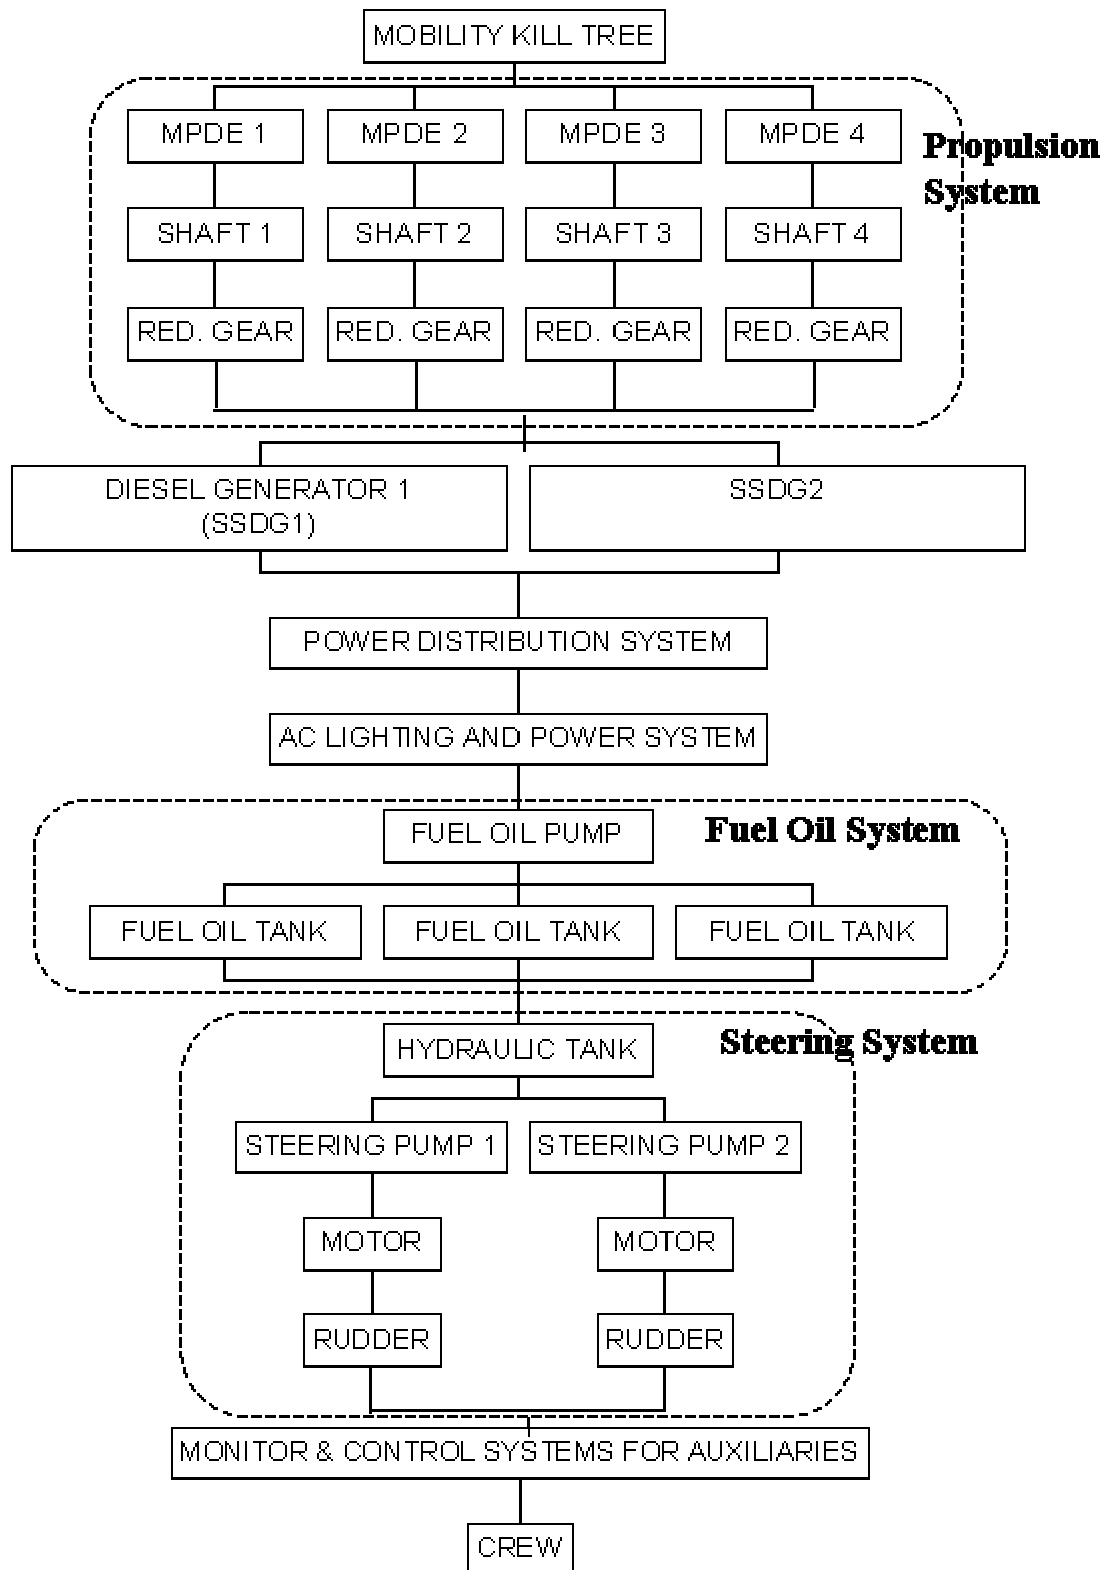 MOBILITY KILL TREE
MPDE 1
MPDE 2
MPDE 3
MPDE 4
Propulsion
System
SHAFT 1
SHAFT 2
SHAFT 3
SHAFT 4
RED. GEAR
RED. GEAR
RED. GEAR
RED. GEAR
DIESEL GENERATOR 1
(SSDG1)
SSDG2
POWER DISTRIBUTION SYSTEM
AC LIGHTING AND POWER SYSTEM
FUEL OIL PUMP
Fuel Oil System
FUEL OIL TANK
FUEL OIL TANK
FUEL OIL TANK
HYDRAULIC TANK
Steering System
STEERING PUMP 1
STEERING PUMP 2
MOTOR
MOTOR
RUDDER
RUDDER
MONITOR & CONTROL SYSTEMS FOR AUXILIARIES
CREW